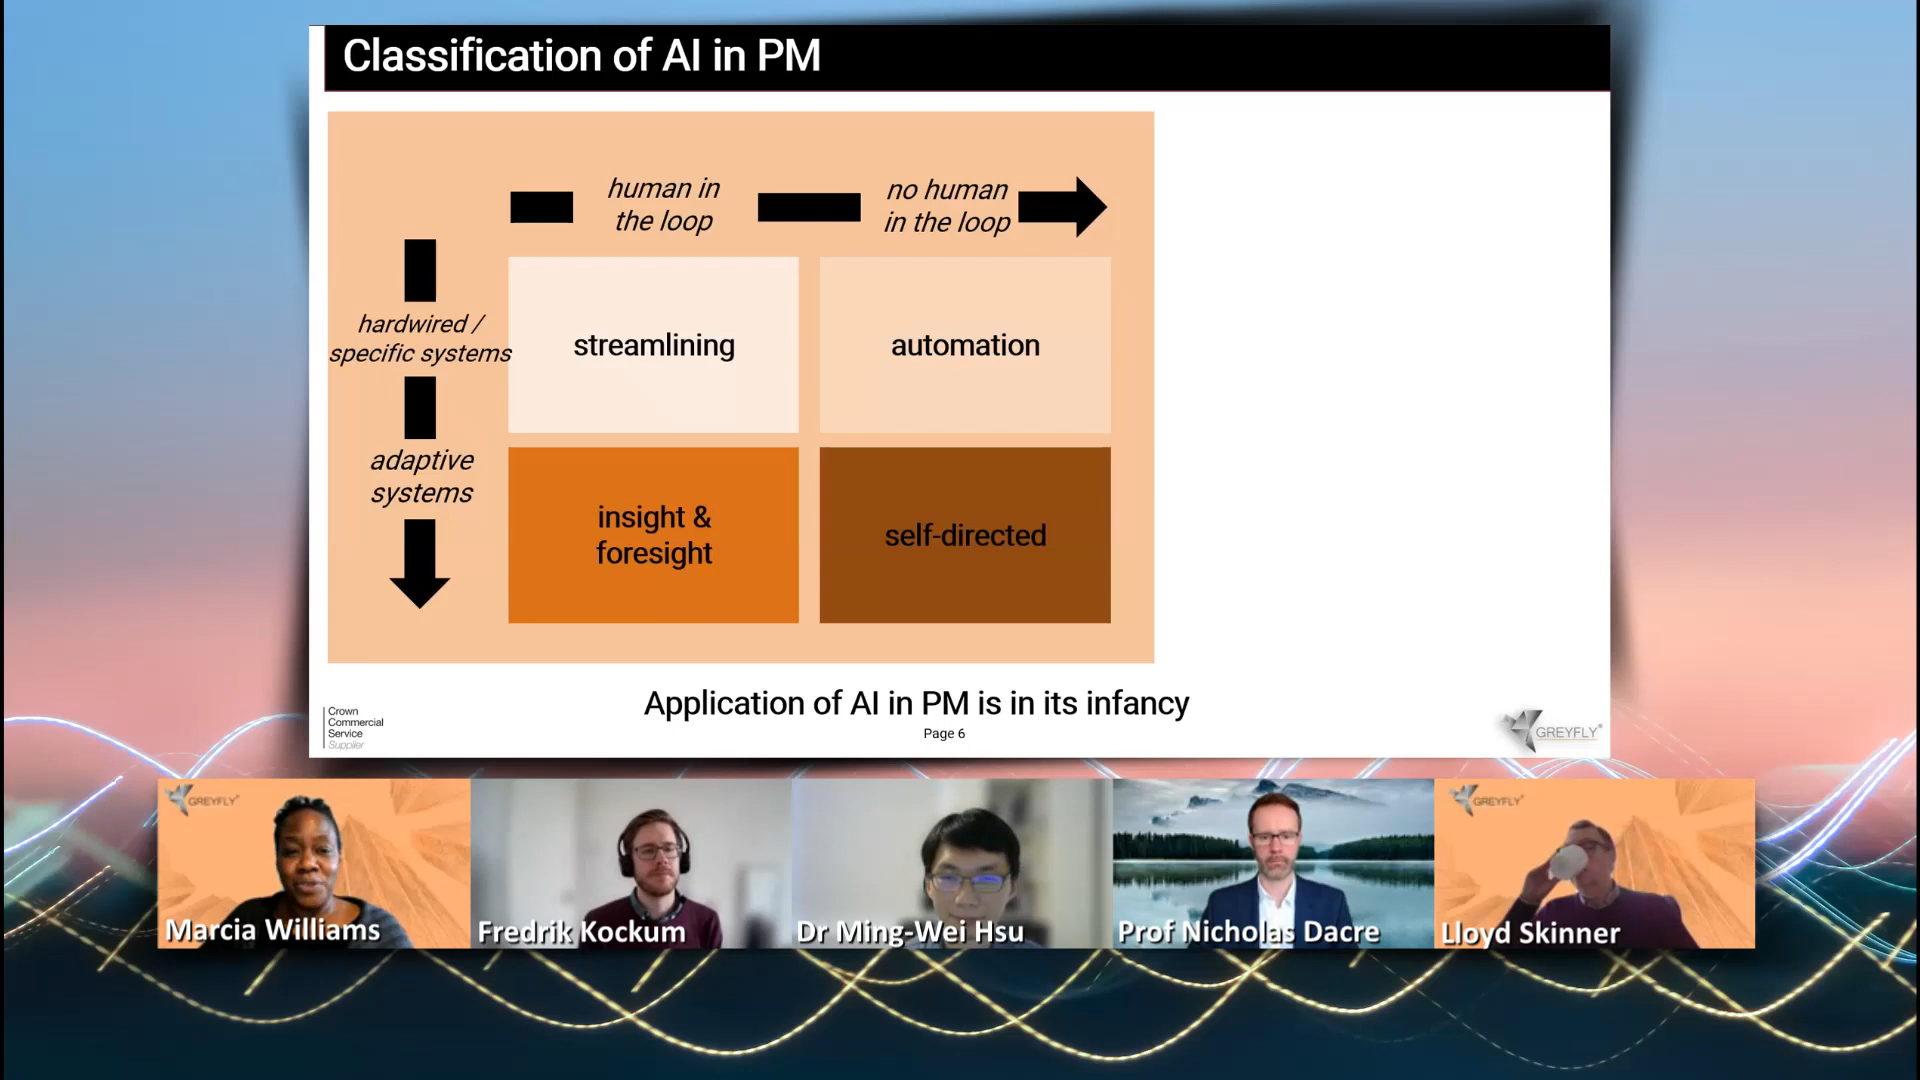 Classification of AI in PM
human in
the loop
no human
in the loop
hardwired /
specific systems
adaptive
systems
streamlining
automation
insight &
foresight
self-directed
Application of AI in PM is in its infancy
Page 6
Crown
Commercial
Service
Supplier
GREYFLY
GREYFLY
Marcia Williams
Fredrik Kockum
Dr Ming-Wei Hsu
Prof Nicholas Dacre
GREYFLY
Lloyd Skinner